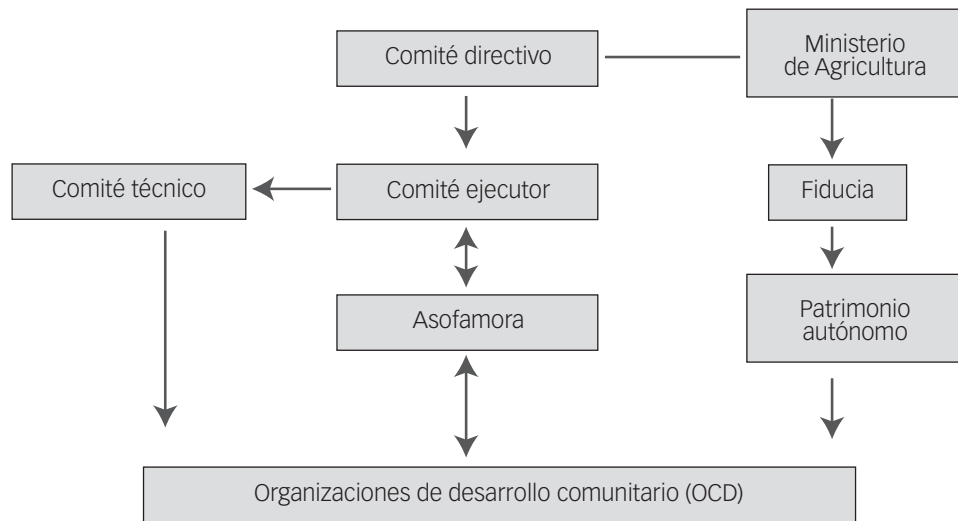 Comité directivo
Ministerio
de Agricultura
Comité técnico
Comité ejecutor
Fiducia
Asofamora
Patrimonio
autónomo
Organizaciones de desarrollo comunitario (OCD)